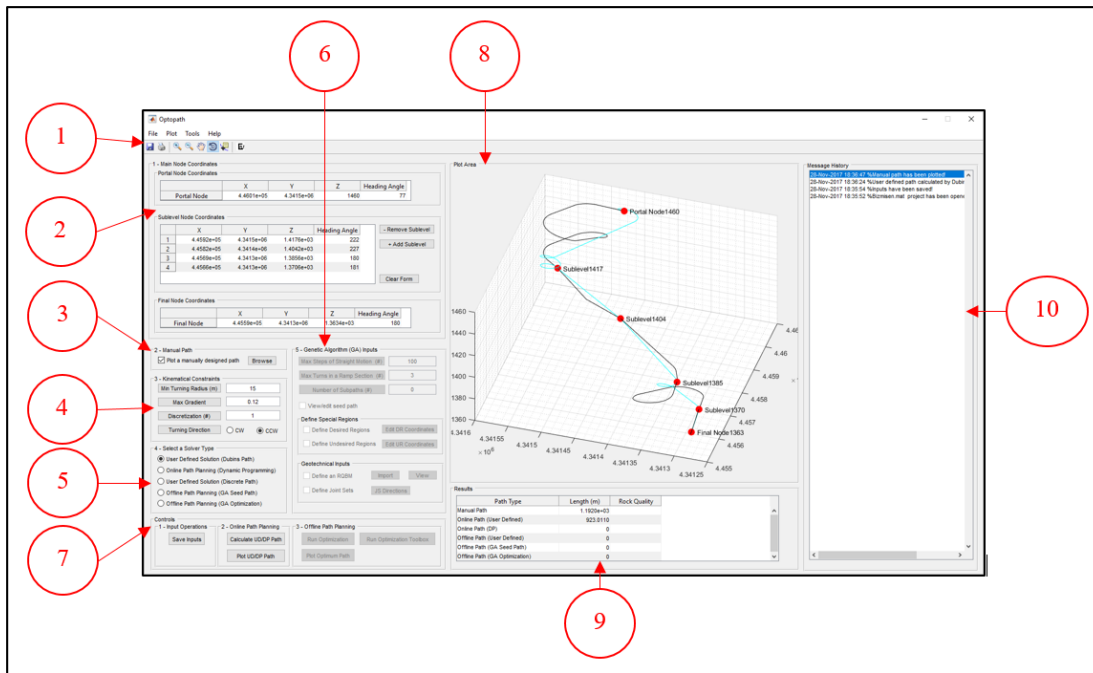 6
8
1
2
3
4
5
7
9
10
Optopath
File Plot Tools Help
1 - Main Node Coordinates
Portal Node Coordinates
X Y Z Heading Angle
Portal Node 4.4601e+05 4.3415e+06 1460 77
Sublevel Node Coordinates
X Y Z Heading Angle
1 4.4582e+05 4.3415e+06 1.4176e+03 222
2 4.4582e+05 4.3414e+06 1.4042e+03 227
3 4.4569e+05 4.3413e+06 1.3856e+03 180
4 4.4566e+05 4.3413e+06 1.3706e+03 181
- Remove Sublevel
+ Add Sublevel
Clear Form
Final Node Coordinates
X Y Z Heading Angle
Final Node 4.4559e+05 4.3413e+06 1.3634e+03 180
2 - Manual Path
Plot a manually designed path Browse
3 - Kinematical Constraints
Min Turning Radius (m) 15
Max Gradient 0.12
Discretization (#) 1
Turning Direction CW CCW
4 - Select a Solver Type
User Defined Solution (Dubins Path)
Online Path Planning (Dynamic Programming)
User Defined Solution (Discrete Path)
Offline Path Planning (GA Seed Path)
Offline Path Planning (GA Optimization)
5 - Genetic Algorithm (GA) Inputs
Max Steps of Straight Motion (#) 100
Max Turns in a Ramp Section (#) 3
Number of Subpaths (#) 0
View/edit seed path
Define Special Regions
Define Desired Regions Edit DR Coordinates
Define Undesired Regions Edit UR Coordinates
Geotechnical Inputs
Define an RQBM Import View
Define Joint Sets JS Directions
Controls
1 - Input Operations
Save Inputs
2 - Online Path Planning
Calculate UD/DP Path
Plot UD/DP Path
3 - Offline Path Planning
Run Optimization Run Optimization Toolbox
Plot Optimum Path
Plot Area
Portal Node1460
Sublevel1417
Sublevel1404
Sublevel1385
Sublevel1370
Final Node1363
1460
1440
1420
1400
1380
1360
4.3416
4.34155
4.3415
4.34145
4.3414
4.34135
4.3413
4.34125
×10⁶
4.46
4.46
4.459
4.458
4.457
4.456
4.455
Results
Path Type Length (m) Rock Quality
Manual Path 1.1920e+03
Online Path (User Defined) 923.0110
Online Path (DP) 0
Offline Path (User Defined) 0
Offline Path (GA Seed Path) 0
Offline Path (GA Optimization) 0
Message History
28-Nov-2017 18:36:47 %Manual path has been plotted!
28-Nov-2017 18:36:24 %User defined path calculated by Dubi
28-Nov-2017 18:35:54 %Inputs have been saved!
28-Nov-2017 18:35:52 project has been open